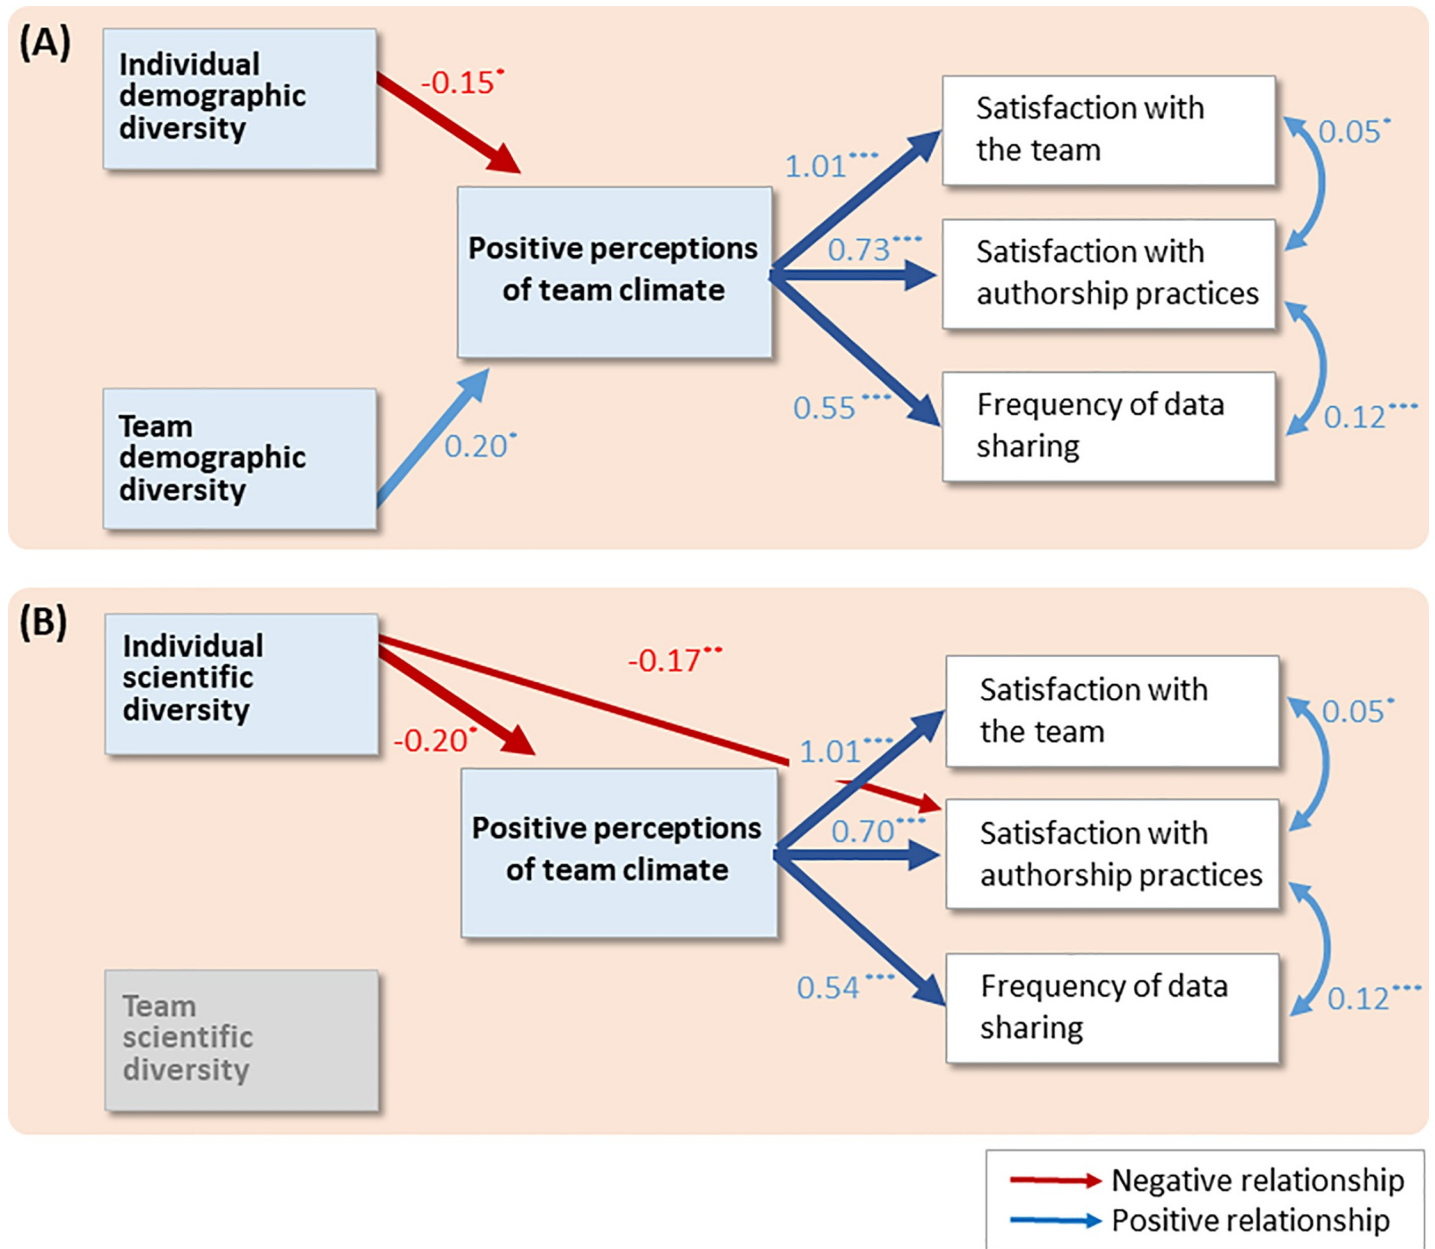 (A)
Individual
demographic
diversity
-0.15*
Positive perceptions
of team climate
Team
demographic
diversity
0.20*
1.01***
0.73***
0.55***
Satisfaction with
the team
Satisfaction with
authorship practices
Frequency of data
sharing
0.05*
0.12***
(B)
Individual
scientific
diversity
-0.17**
-0.20*
Positive perceptions
of team climate
Team
scientific
diversity
1.01***
0.70***
0.54***
Satisfaction with
the team
Satisfaction with
authorship practices
Frequency of data
sharing
0.05*
0.12***
Negative relationship
Positive relationship